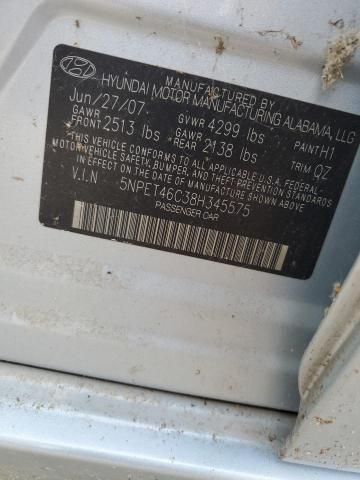 MANUFACTURED BY
HYUNDAI MOTOR MANUFACTURING ALABAMA, LLC
Jun/27/07 GVWR 4299 lbs PAINT H1
GAWR FRONT 2513 lbs GAWR REAR 2138 lbs TRIM QZ
THIS VEHICLE CONFORMS TO ALL APPLICABLE U.S.A. FEDERAL
MOTOR VEHICLE SAFETY, BUMPER, AND THEFT PREVENTION STANDARDS
IN EFFECT ON THE DATE OF MANUFACTURE SHOWN ABOVE.
V.I.N 5NPET46C38H345575
PASSENGER CAR